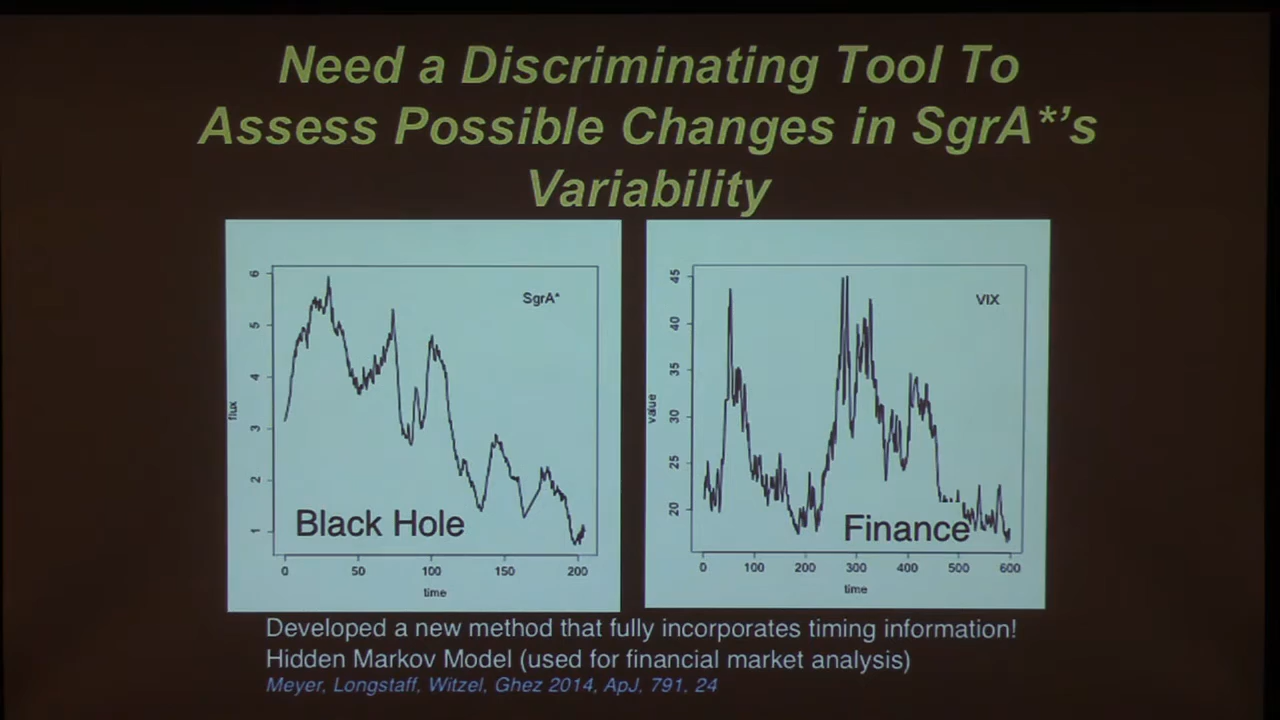 Need a Discriminating Tool To
Assess Possible Changes in SgrA*'s
Variability
SgrA*
6
5
4
3
2
1
flux
Black Hole
0 50 100 150 200
time
VIX
45
40
35
30
25
20
value
Finance
0 100 200 300 400 500 600
time
Developed a new method that fully incorporates timing information!
Hidden Markov Model (used for financial market analysis)
Meyer, Longstaff, Witzel, Ghez 2014, ApJ, 791, 24